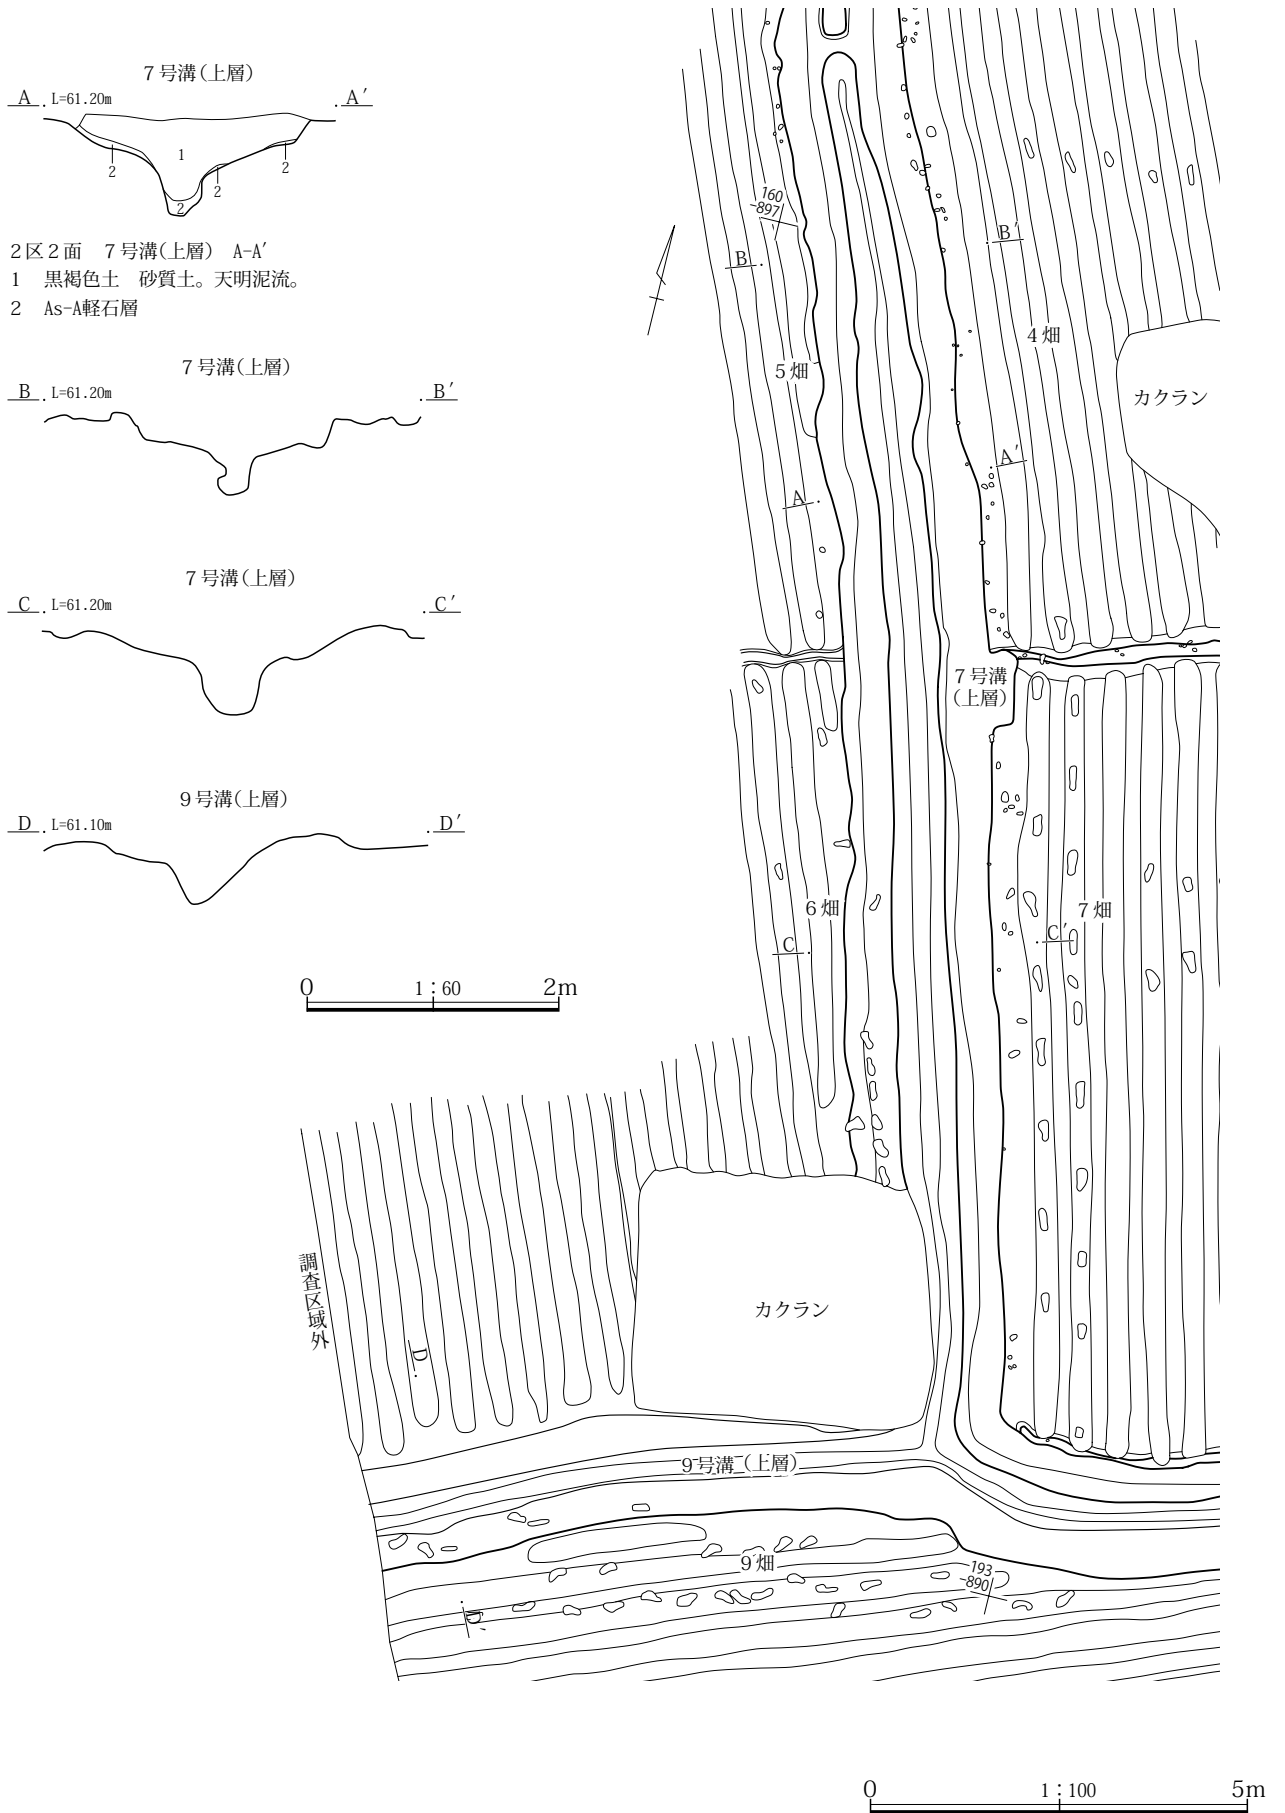 ７号溝（上層）
A L=61.20m A′
1
2
2
2
2
２区２面　７号溝（上層）　A-A′
1　黒褐色土　砂質土。天明泥流。
2　As-A軽石層
７号溝（上層）
B L=61.20m B′
７号溝（上層）
C L=61.20m C′
９号溝（上層）
D L=61.10m D′
0 1：60 2m
160
-897
B B′
４畑
５畑
カクラン
A A′
７号溝
（上層）
６畑
７畑
C C′
調査区域外
カクラン
D
９号溝（上層）
９畑
193
-890
D′
0 1：100 5m